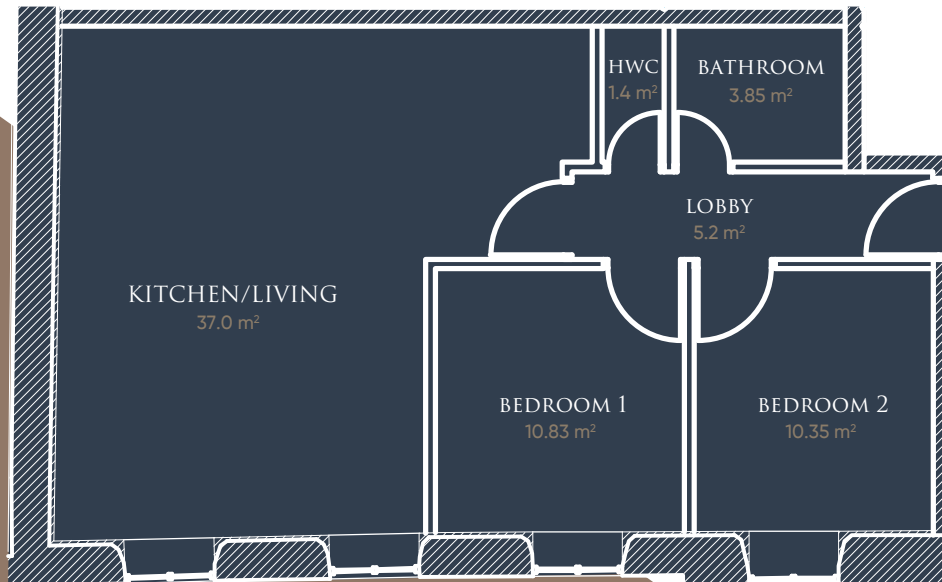 HWC
1.4 m²
BATHROOM
3.85 m²
LOBBY
5.2 m²
KITCHEN/LIVING
37.0 m²
BEDROOM 1
10.83 m²
BEDROOM 2
10.35 m²